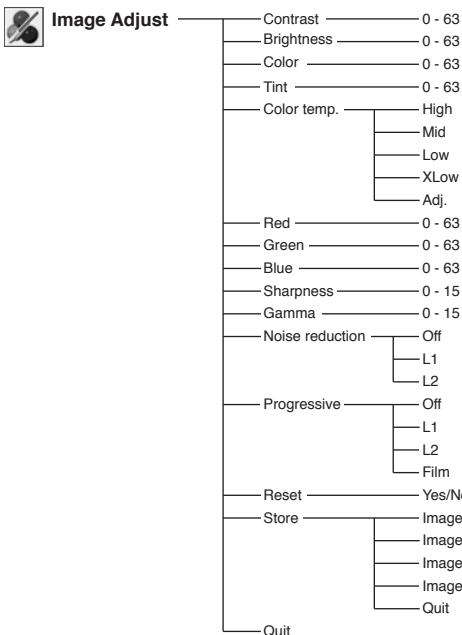 Image Adjust
Contrast 0 - 63
Brightness 0 - 63
Color 0 - 63
Tint 0 - 63
Color temp. High
Mid
Low
XLow
Adj.
Red 0 - 63
Green 0 - 63
Blue 0 - 63
Sharpness 0 - 15
Gamma 0 - 15
Noise reduction Off
L1
L2
Progressive Off
L1
L2
Film
Reset Yes/
Store Image
Image
Image
Image
Quit
Quit